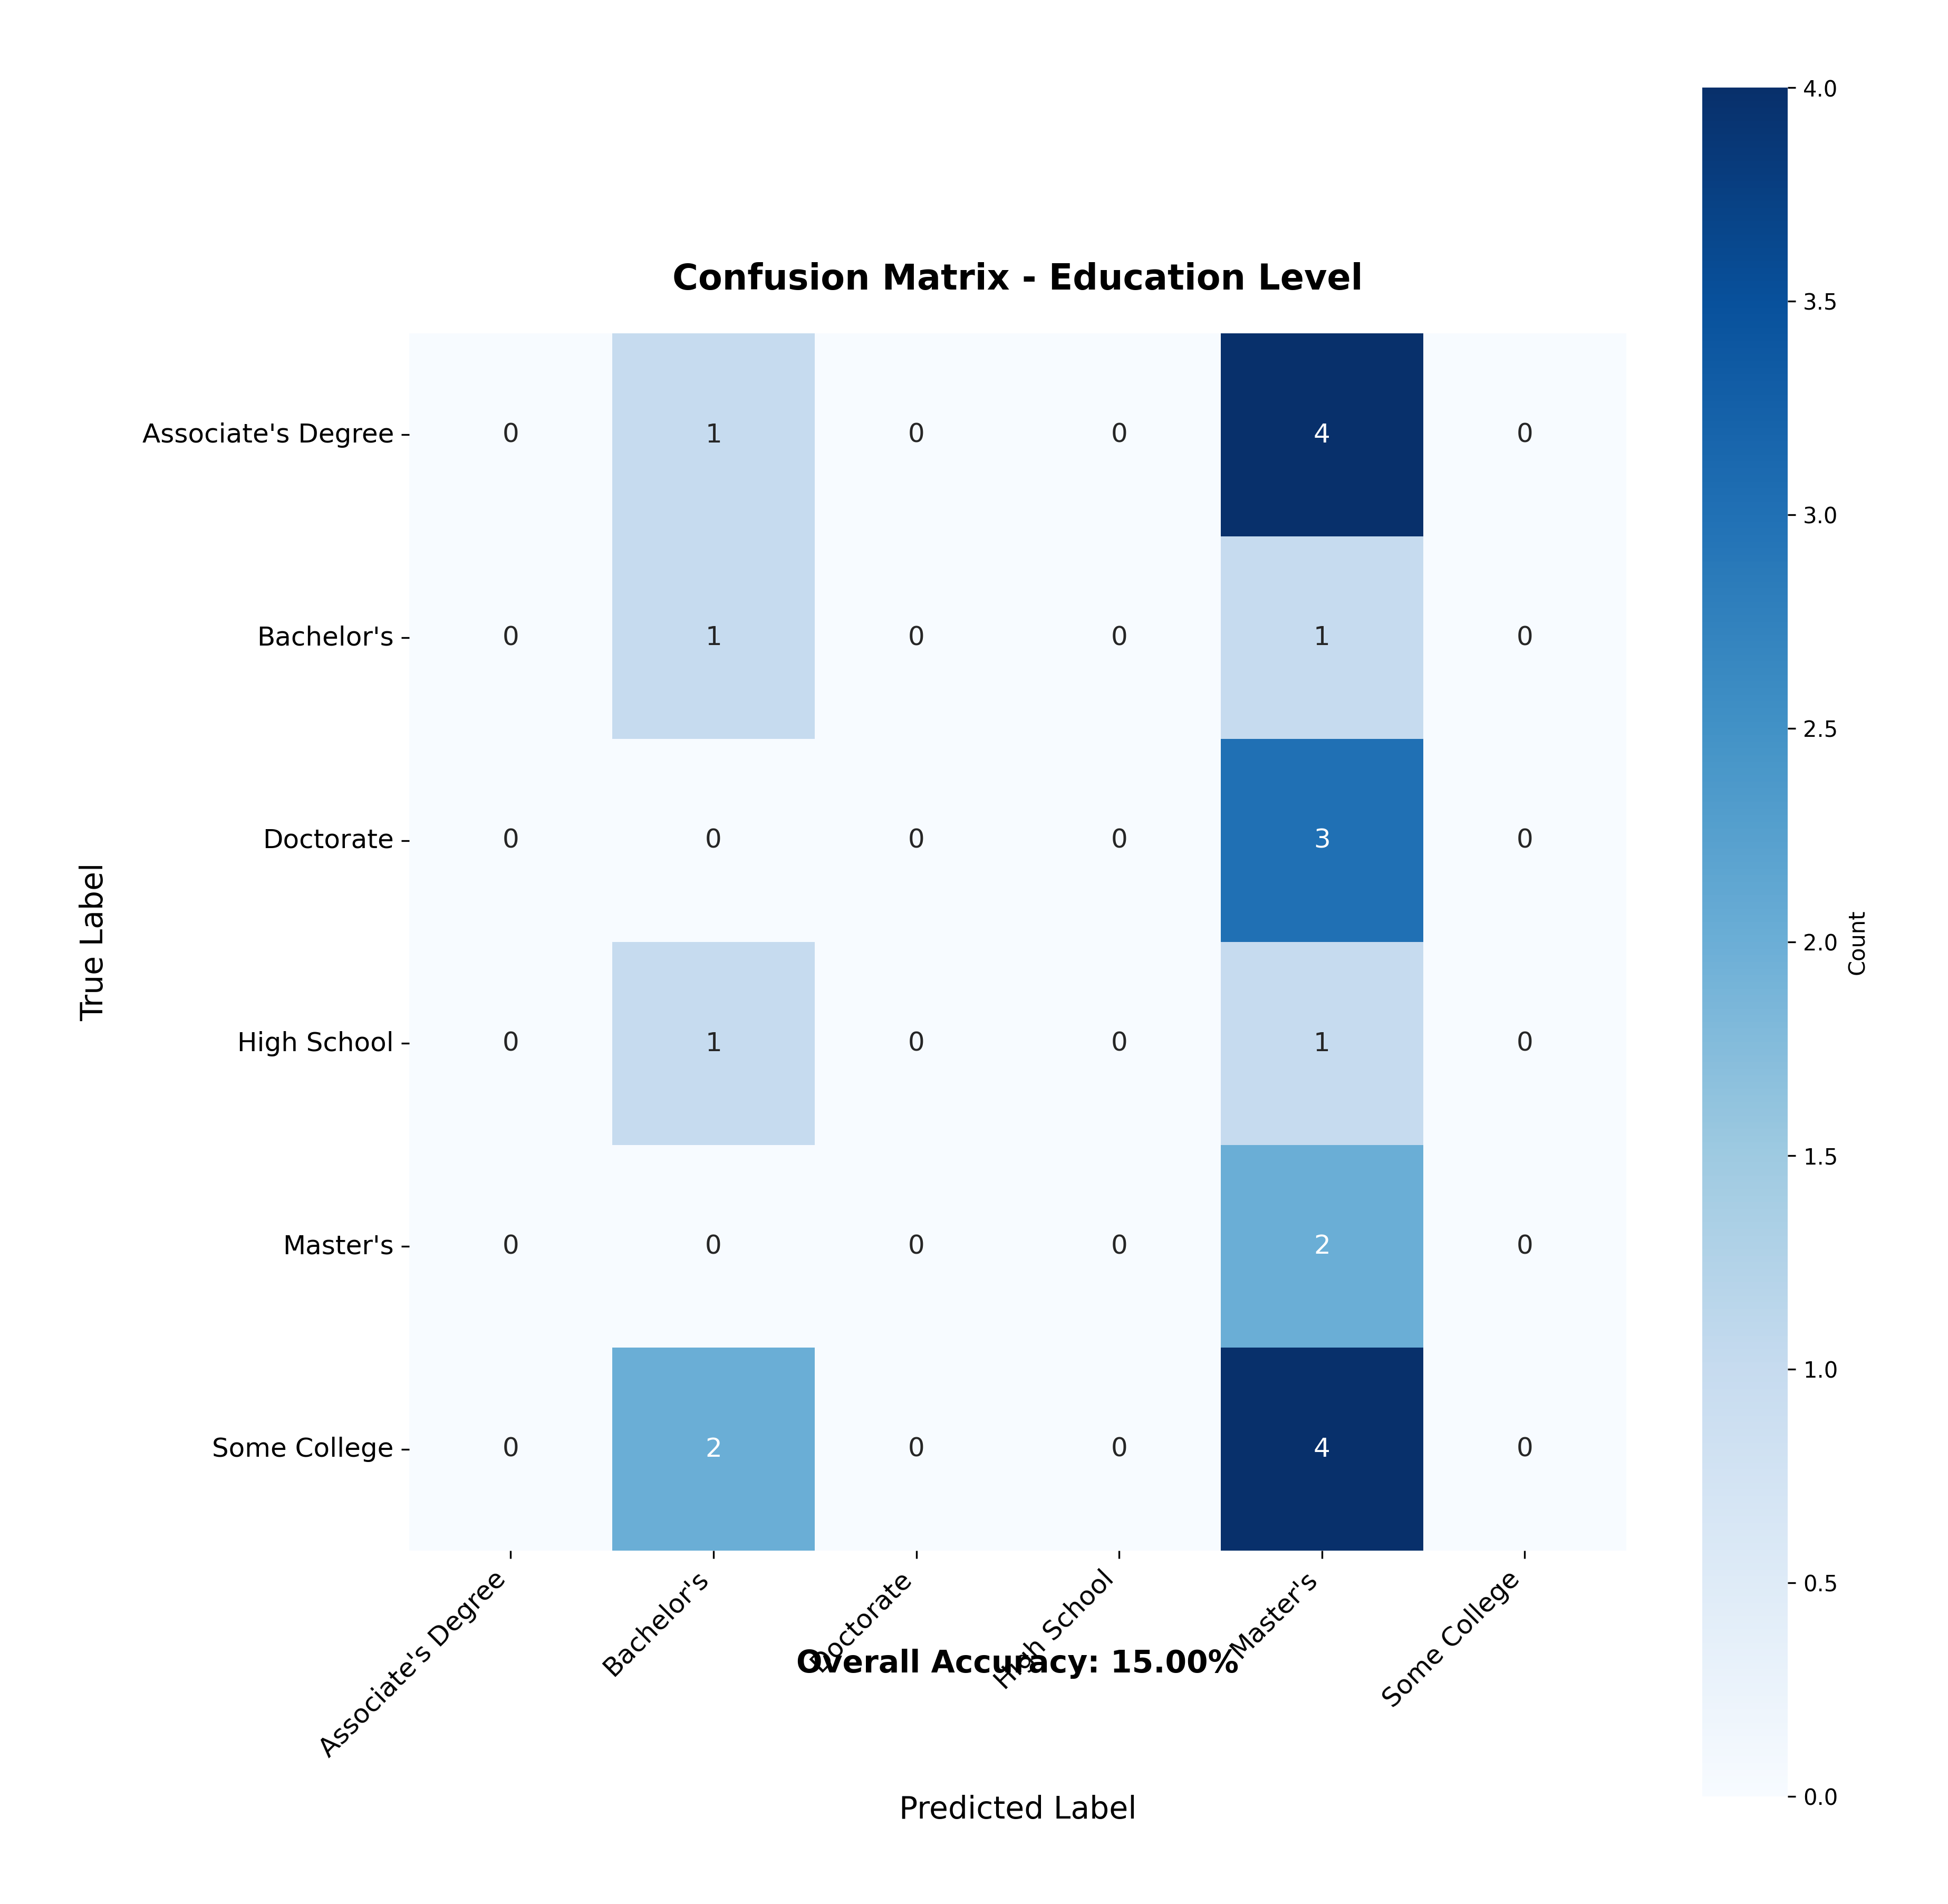 Confusion Matrix - Education Level
True Label
Associate's Degree 0 1 0 0 4 0
Bachelor's 0 1 0 0 1 0
Doctorate 0 0 0 0 3 0
High School 0 1 0 0 1 0
Master's 0 0 0 0 2 0
Some College 0 2 0 0 4 0
Associate's Degree
Bachelor's
Doctorate
High School
Master's
Some College
Overall Accuracy: 15.00%
Predicted Label
4.0
3.5
3.0
2.5
2.0
1.5
1.0
0.5
0.0
Count